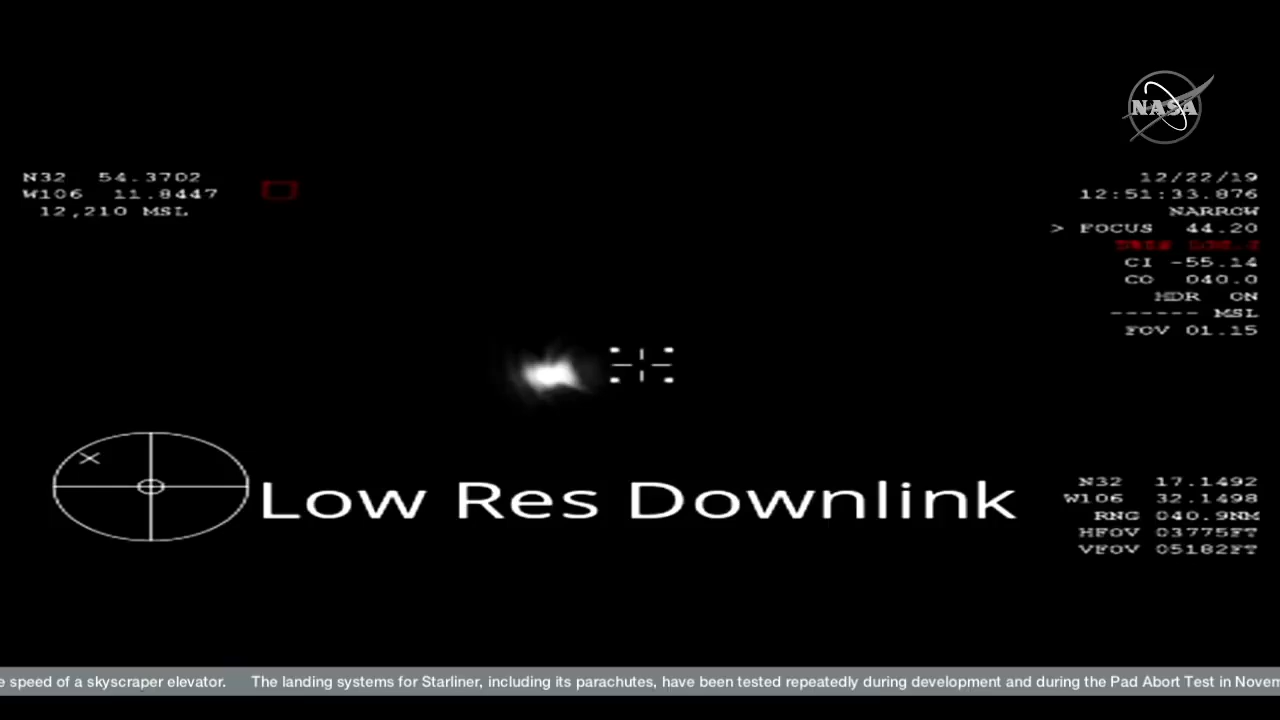 NASA
N32 54.3702
W106 11.8447
12,210 MSL
12/22/19
12:51:33.876
NARROW
> FOCUS 44.20
CI -55.14
CO 040.0
HDR ON
------ MSL
FOV 01.15
Low Res Downlink
N32 17.1492
W106 32.1498
RNG 040.9NM
HFOV 03775FT
VFOV 05182FT
e speed of a skyscraper elevator. The landing systems for Starliner, including its parachutes, have been tested repeatedly during development and during the Pad Abort Test in Novem